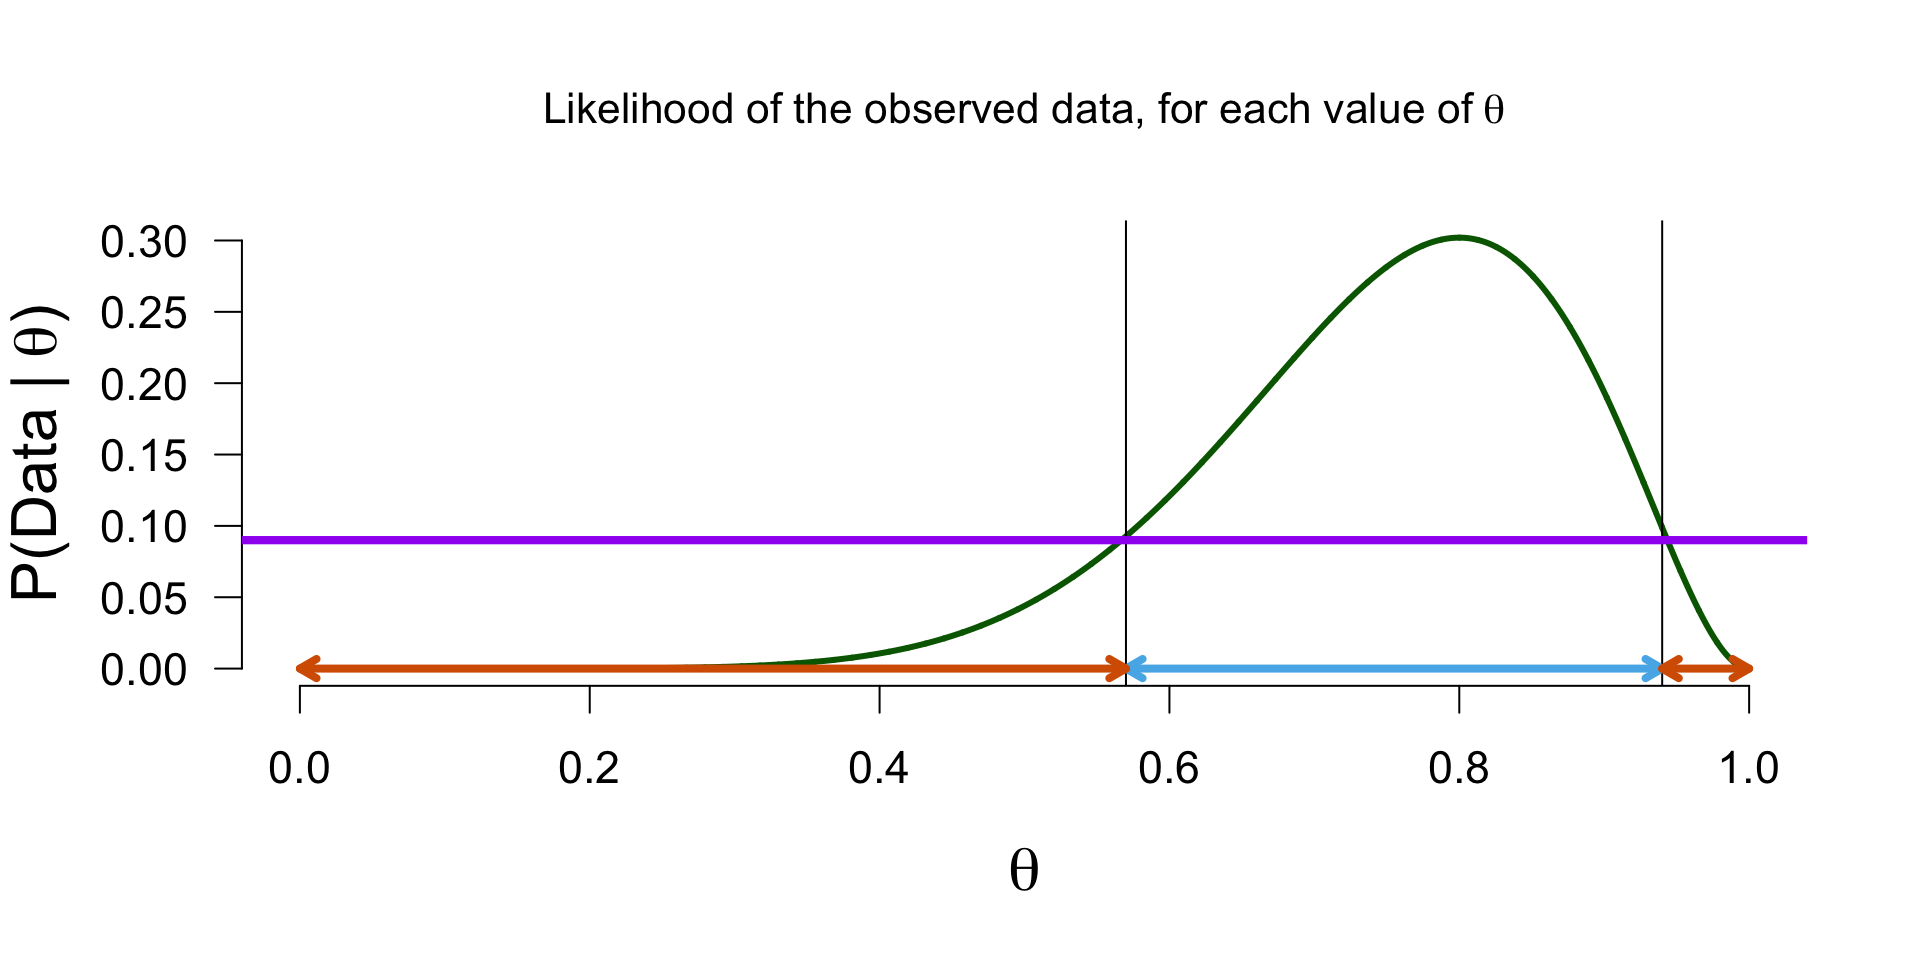 Likelihood of the observed data, for each value of θ
P(Data | θ)
0.30
0.25
0.20
0.15
0.10
0.05
0.00
0.0 0.2 0.4 0.6 0.8 1.0
θ